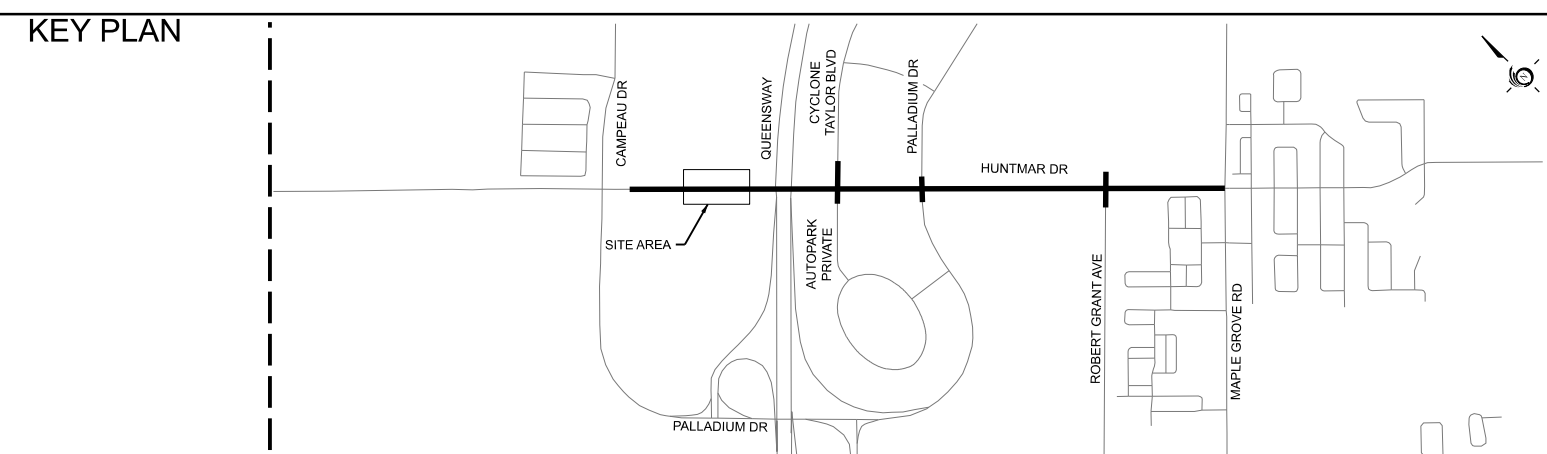 KEY PLAN
CAMPEAU DR
QUEENSWAY
CYCLONE
TAYLOR BLVD
PALLADIUM DR
HUNTMAR DR
SITE AREA
AUTOPARK
PRIVATE
ROBERT GRANT AVE
MAPLE GROVE RD
PALLADIUM DR